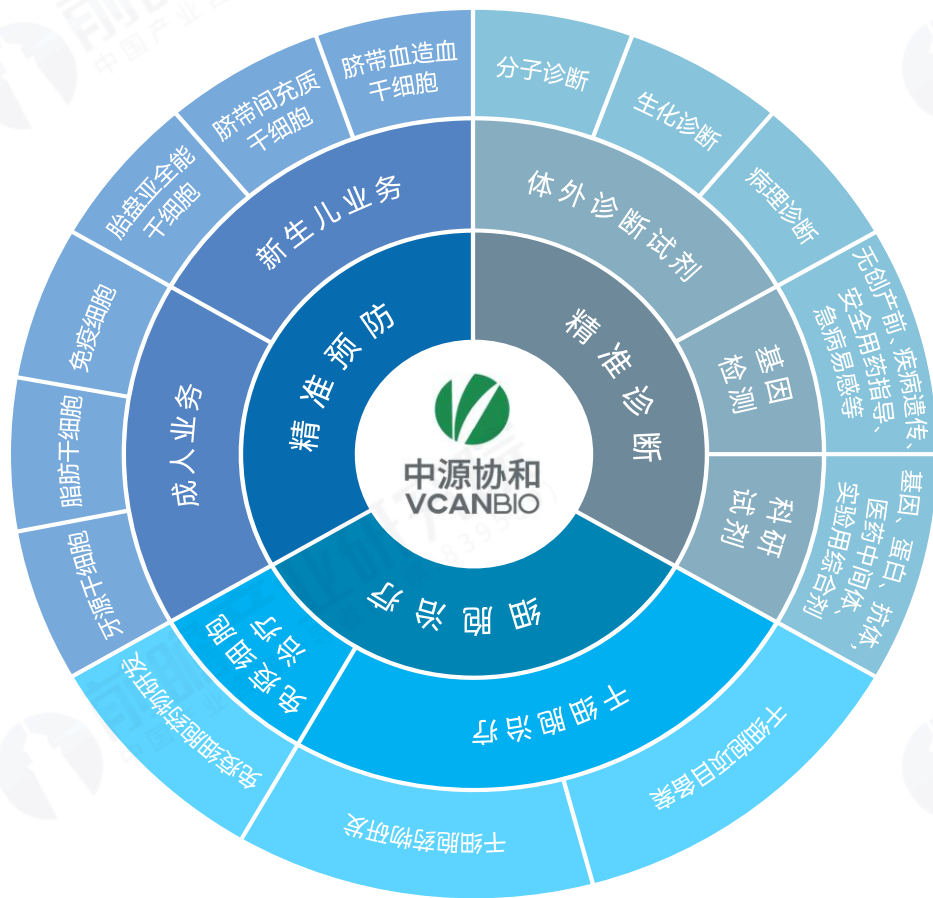 中源协和
VCANBIO
精准预防
新生儿业务
胎盘亚全能
干细胞
脐带间充质
干细胞
脐带血造血
干细胞
成人业务
免疫细胞
脂肪干细胞
牙源干细胞
精准诊断
体外诊断试剂
分子诊断
生化诊断
病理诊断
基因
检测
无创产前、疾病遗传、
安全用药指导、
急病易感等
科研
试剂
基因、蛋白、抗体,
医药中间体、
实验用综合剂
细胞治疗
免疫细胞
治疗
免疫细胞药物研发
干细胞治疗
干细胞药物研发
干细胞项目备案